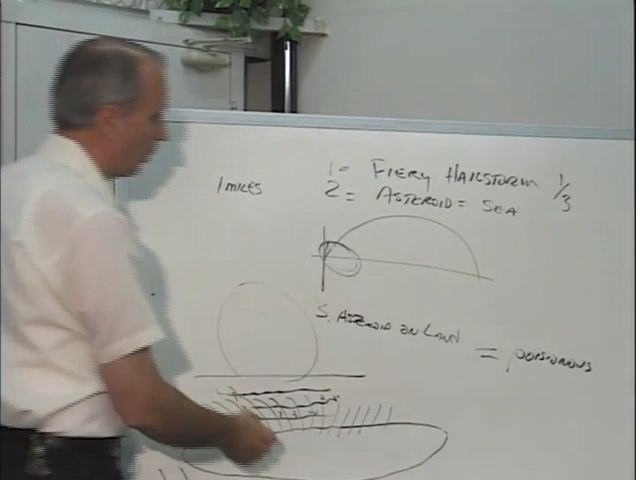 1 MILES
1 = FIERY HAILSTORM 1/3
2 = ASTEROID = SEA
3. ASTEROID ON LAND
= POISONOUS